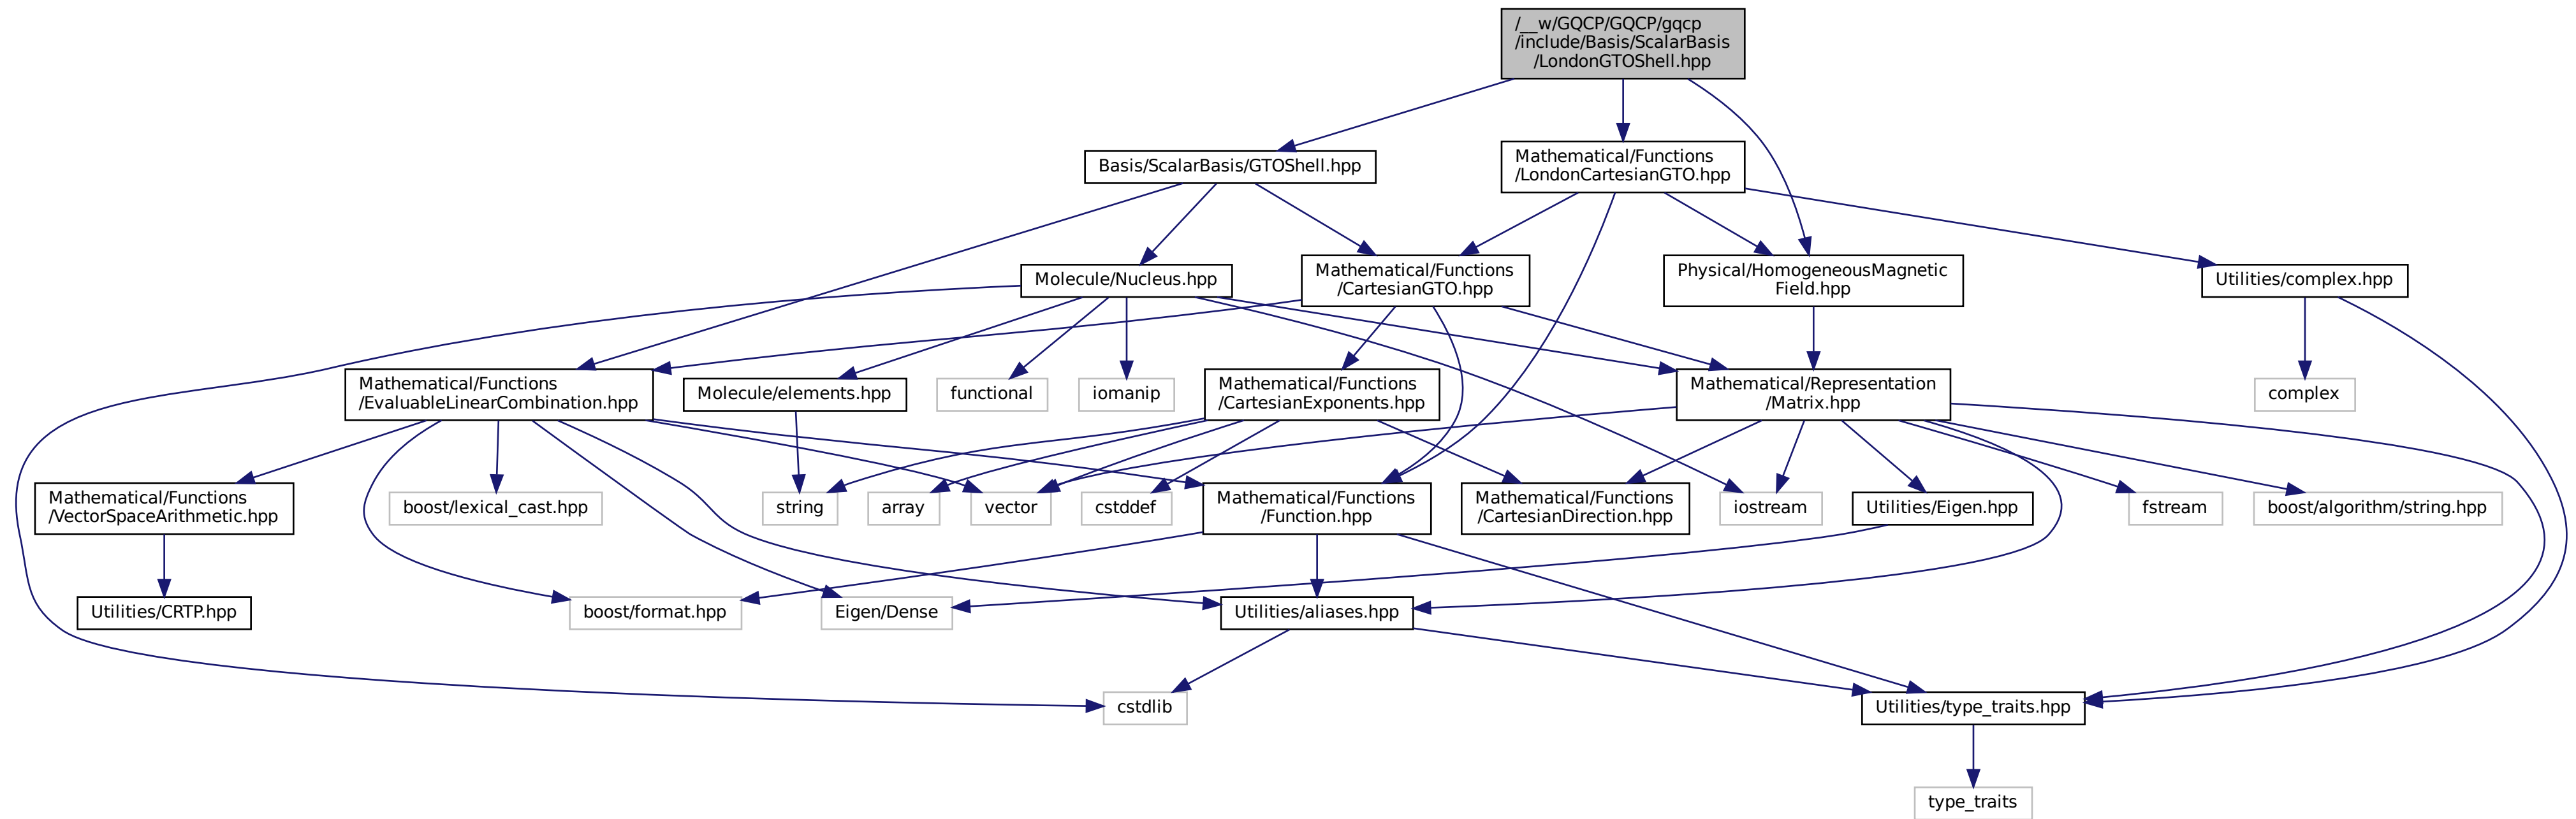 /__w/GQCP/GQCP/gqcp
/include/Basis/ScalarBasis
/LondonGTOShell.hpp
Basis/ScalarBasis/GTOShell.hpp
Mathematical/Functions
/LondonCartesianGTO.hpp
Molecule/Nucleus.hpp
Mathematical/Functions
/CartesianGTO.hpp
Physical/HomogeneousMagnetic
Field.hpp
Utilities/complex.hpp
Mathematical/Functions
/EvaluableLinearCombination.hpp
Molecule/elements.hpp
functional
iomanip
Mathematical/Functions
/CartesianExponents.hpp
Mathematical/Representation
/Matrix.hpp
complex
Mathematical/Functions
/VectorSpaceArithmetic.hpp
boost/lexical_cast.hpp
string
array
vector
cstddef
Mathematical/Functions
/Function.hpp
Mathematical/Functions
/CartesianDirection.hpp
iostream
Utilities/Eigen.hpp
fstream
boost/algorithm/string.hpp
Utilities/CRTP.hpp
boost/format.hpp
Eigen/Dense
Utilities/aliases.hpp
cstdlib
Utilities/type_traits.hpp
type_traits